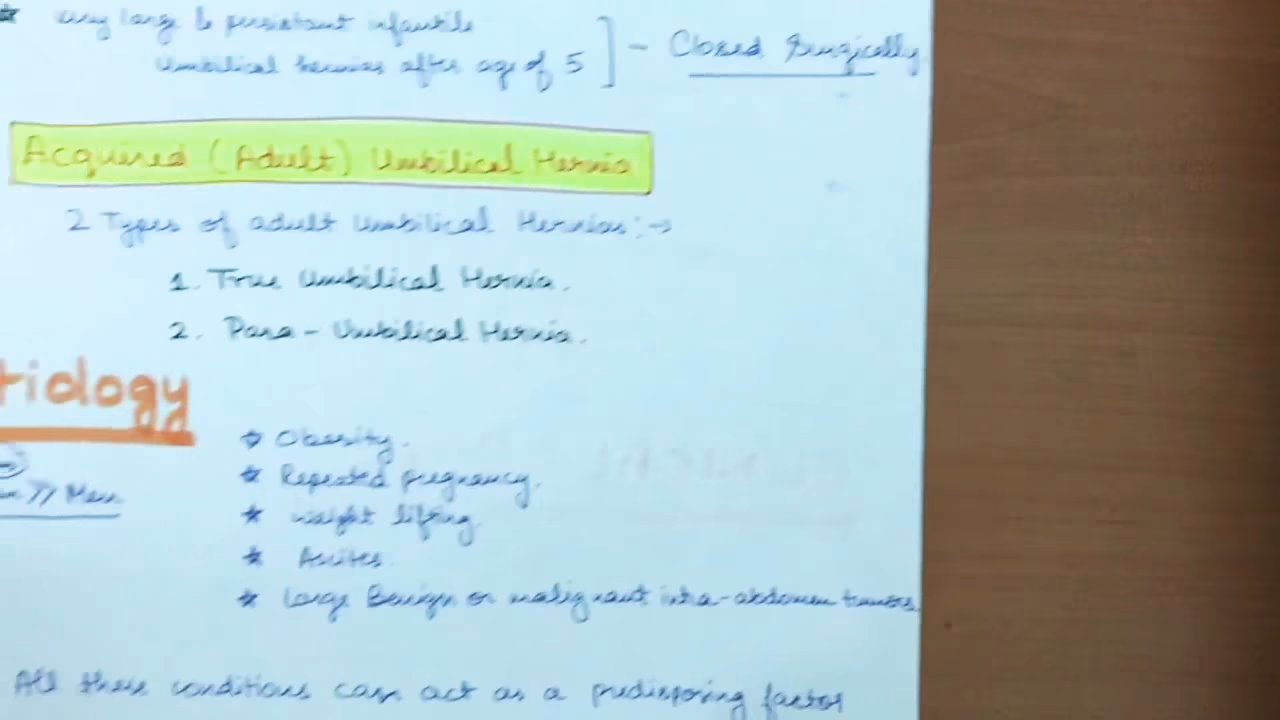 ★ Very large & persistant infantile
Umbilical hernias after age of 5 ] - Closed Surgically.
Acquired (Adult) Umbilical Hernia
2 Types of adult Umbilical Hernias:→
1. True Umbilical Hernia.
2. Para - Umbilical Hernia.
tiology
>> Men
★ Obesity.
★ Repeated pregnancy.
★ Weight lifting
★ Ascites.
★ Large Benign or malignant intra-abdomen tumors
All these conditions can act as a predisposing factor